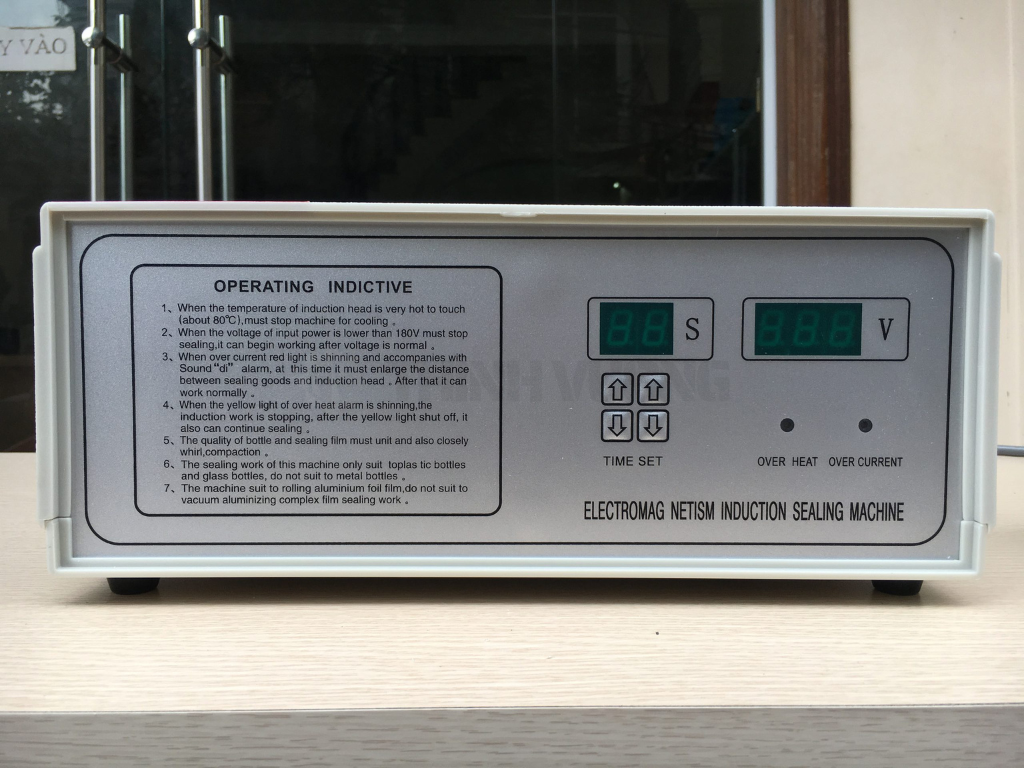 Y VÀO
OPERATING INDICTIVE
1、When the temperature of induction head is very hot to touch
(about 80℃),must stop machine for cooling 。
2、When the voltage of input power is lower than 180V must stop
sealing,it can begin working after voltage is normal 。
3、When over current red light is shinning and accompanies with
Sound“di” alarm, at this time it must enlarge the distance
between sealing goods and induction head 。After that it can
work normally 。
4、When the yellow light of over heat alarm is shinning,the
induction work is stopping, after the yellow light shut off, it
also can continue sealing 。
5、The quality of bottle and sealing film must unit and also closely
whirl,compaction 。
6、The sealing work of this machine only suit toplas tic bottles
and glass bottles, do not suit to metal bottles 。
7、The machine suit to rolling aluminium foil film,do not suit to
vacuum aluminizing complex film sealing work 。
S
V
TIME SET
OVER HEAT OVER CURRENT
ELECTROMAG NETISM INDUCTION SEALING MACHINE